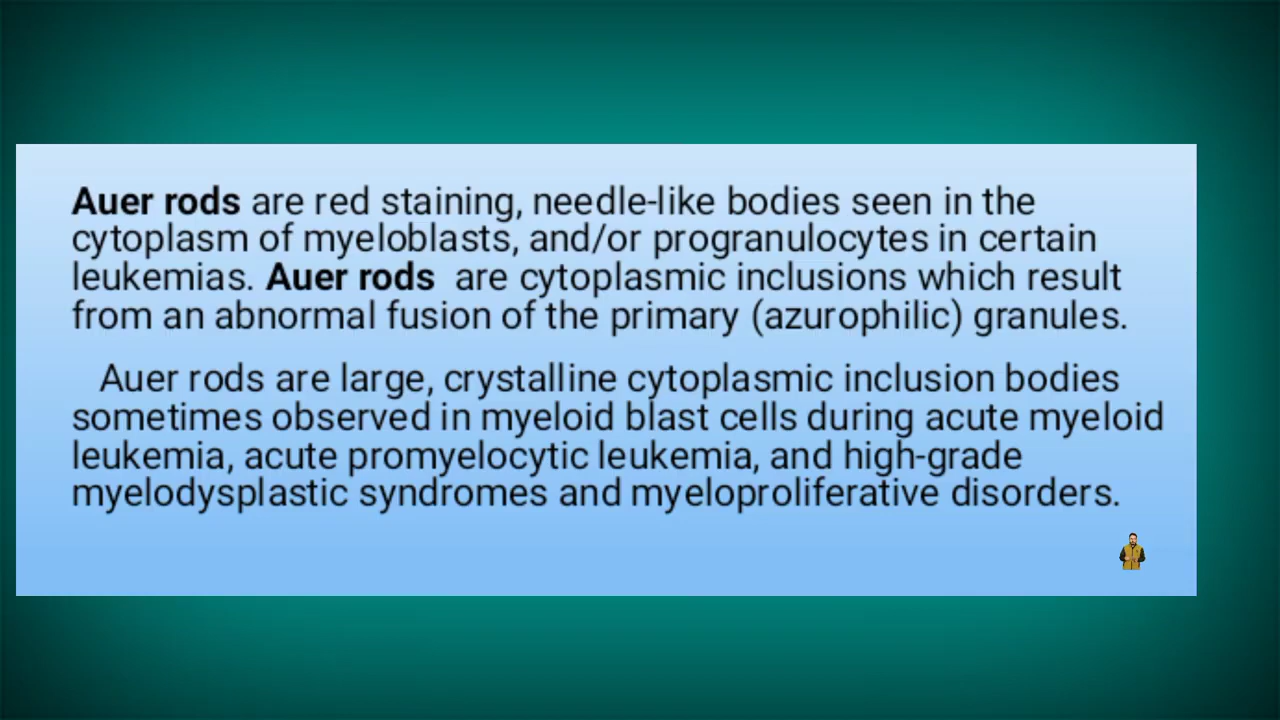 Auer rods are red staining, needle-like bodies seen in the
cytoplasm of myeloblasts, and/or progranulocytes in certain
leukemias. Auer rods are cytoplasmic inclusions which result
from an abnormal fusion of the primary (azurophilic) granules.
Auer rods are large, crystalline cytoplasmic inclusion bodies
sometimes observed in myeloid blast cells during acute myeloid
leukemia, acute promyelocytic leukemia, and high-grade
myelodysplastic syndromes and myeloproliferative disorders.